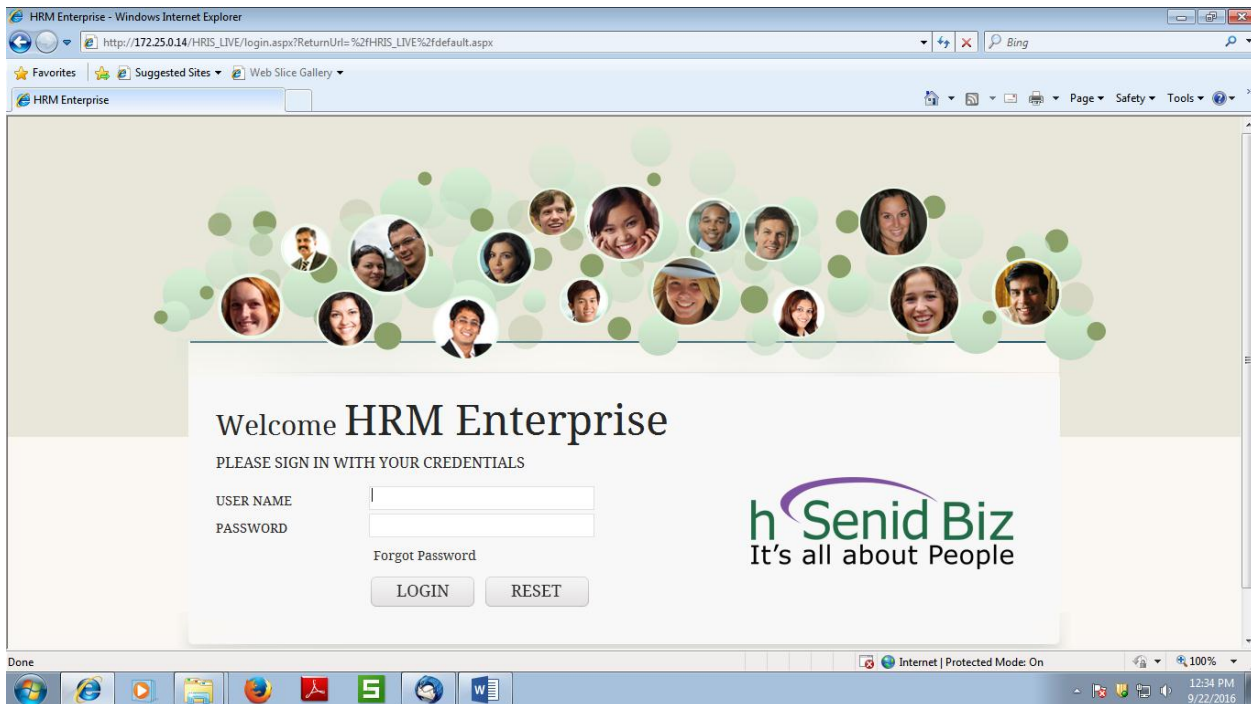 HRM Enterprise - Windows Internet Explorer
http://172.25.0.14/HRIS_LIVE/login.aspx?ReturnUrl=%2fHRIS_LIVE%2fdefault.aspx
Bing
Favorites Suggested Sites Web Slice Gallery
HRM Enterprise
Page Safety Tools
Welcome HRM Enterprise
PLEASE SIGN IN WITH YOUR CREDENTIALS
USER NAME
PASSWORD
Forgot Password
LOGIN RESET
h Senid Biz
It's all about People
Done
Internet | Protected Mode: On
100%
12:34 PM
9/22/2016